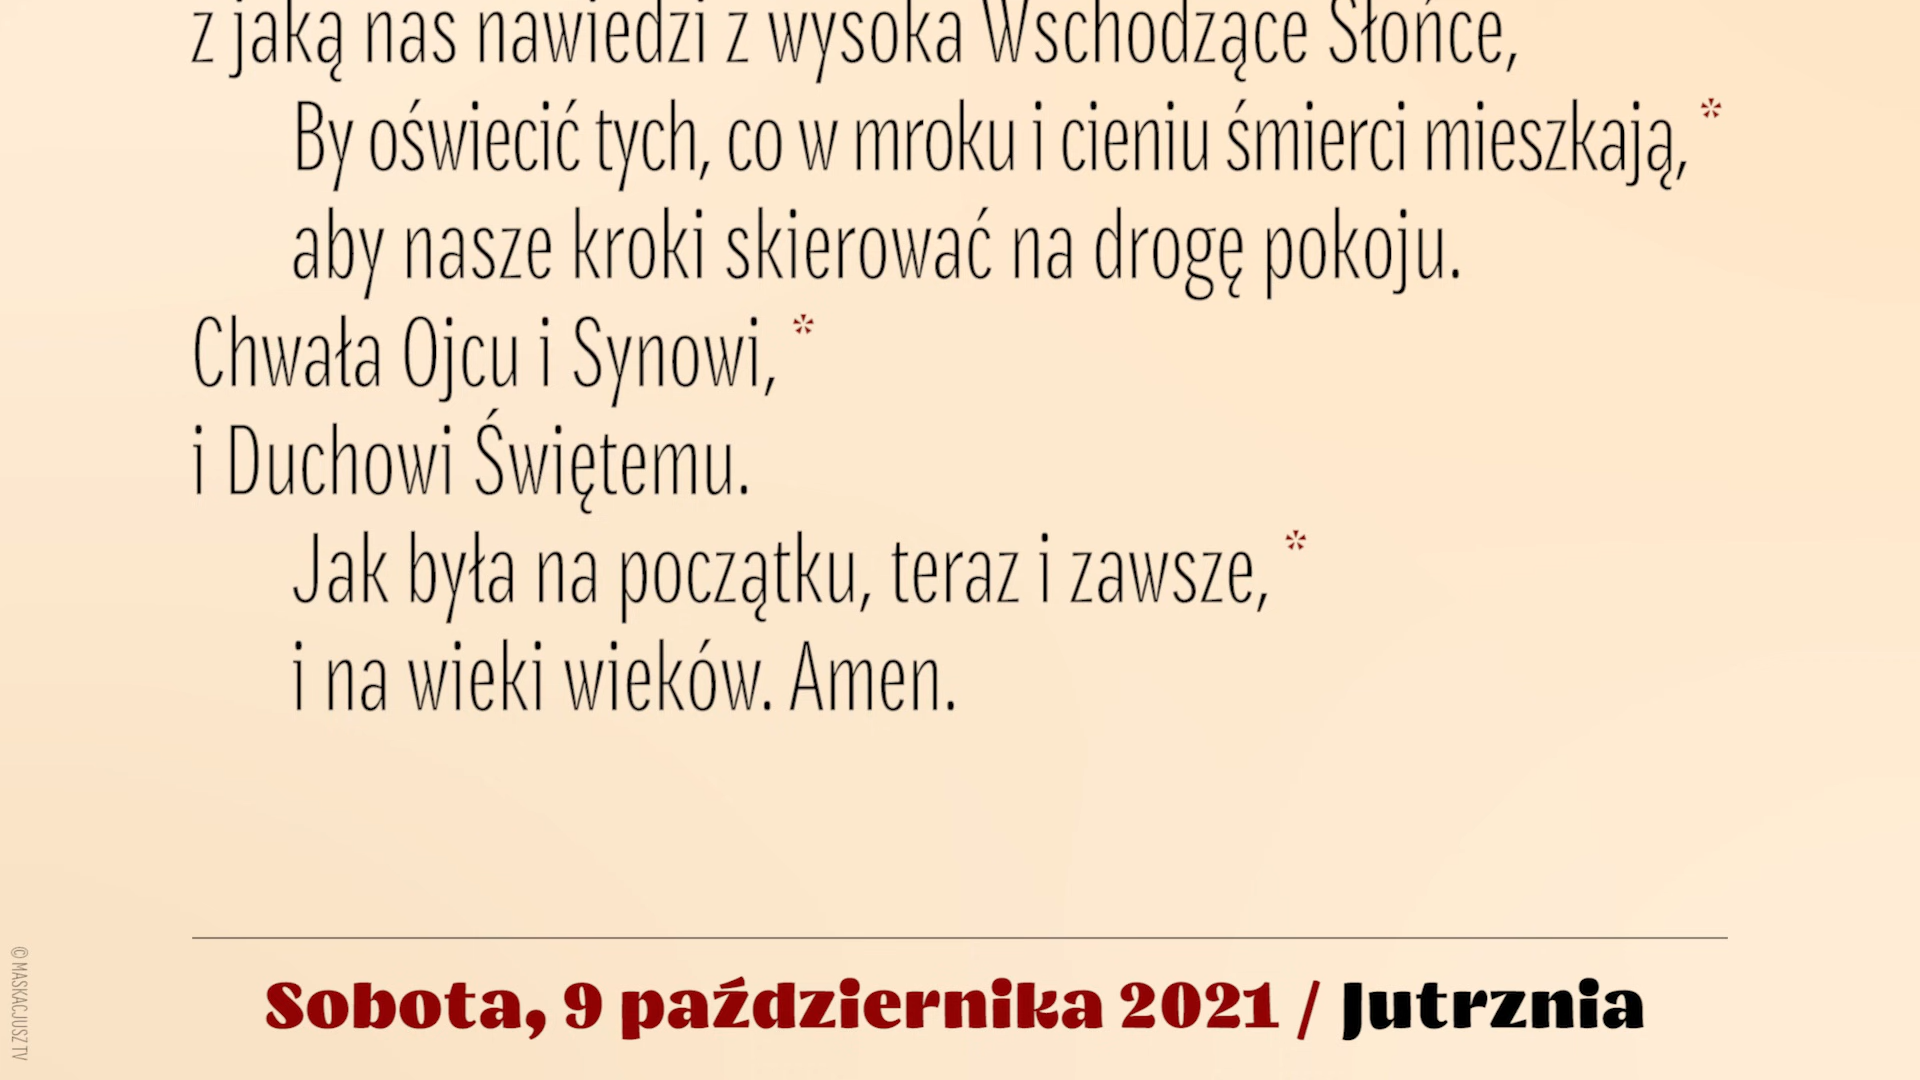 z jaką nas nawiedzi z wysoka Wschodzące Słońce,
By oświecić tych, co w mroku i cieniu śmierci mieszkają, *
aby nasze kroki skierować na drogę pokoju.
Chwała Ojcu i Synowi, *
i Duchowi Świętemu.
Jak była na początku, teraz i zawsze, *
i na wieki wieków. Amen.
Sobota, 9 października 2021 / Jutrznia
© MASKACJUSZ TV